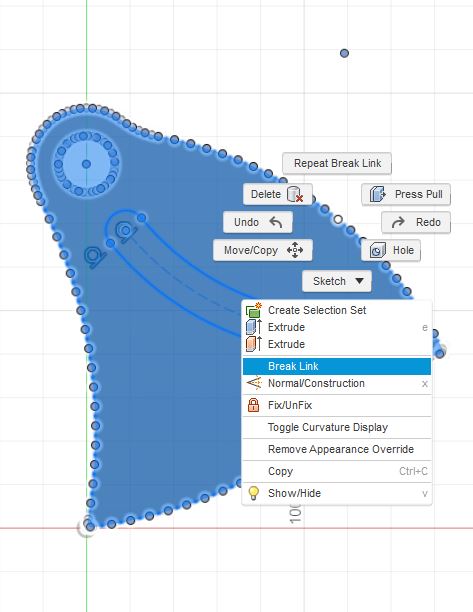 Repeat Break Link
Delete
Press Pull
Undo
Redo
Move/Copy
Hole
Sketch
Create Selection Set
Extrude e
Extrude
Break Link
Normal/Construction x
Fix/UnFix
Toggle Curvature Display
Remove Appearance Override
Copy Ctrl+C
Show/Hide v